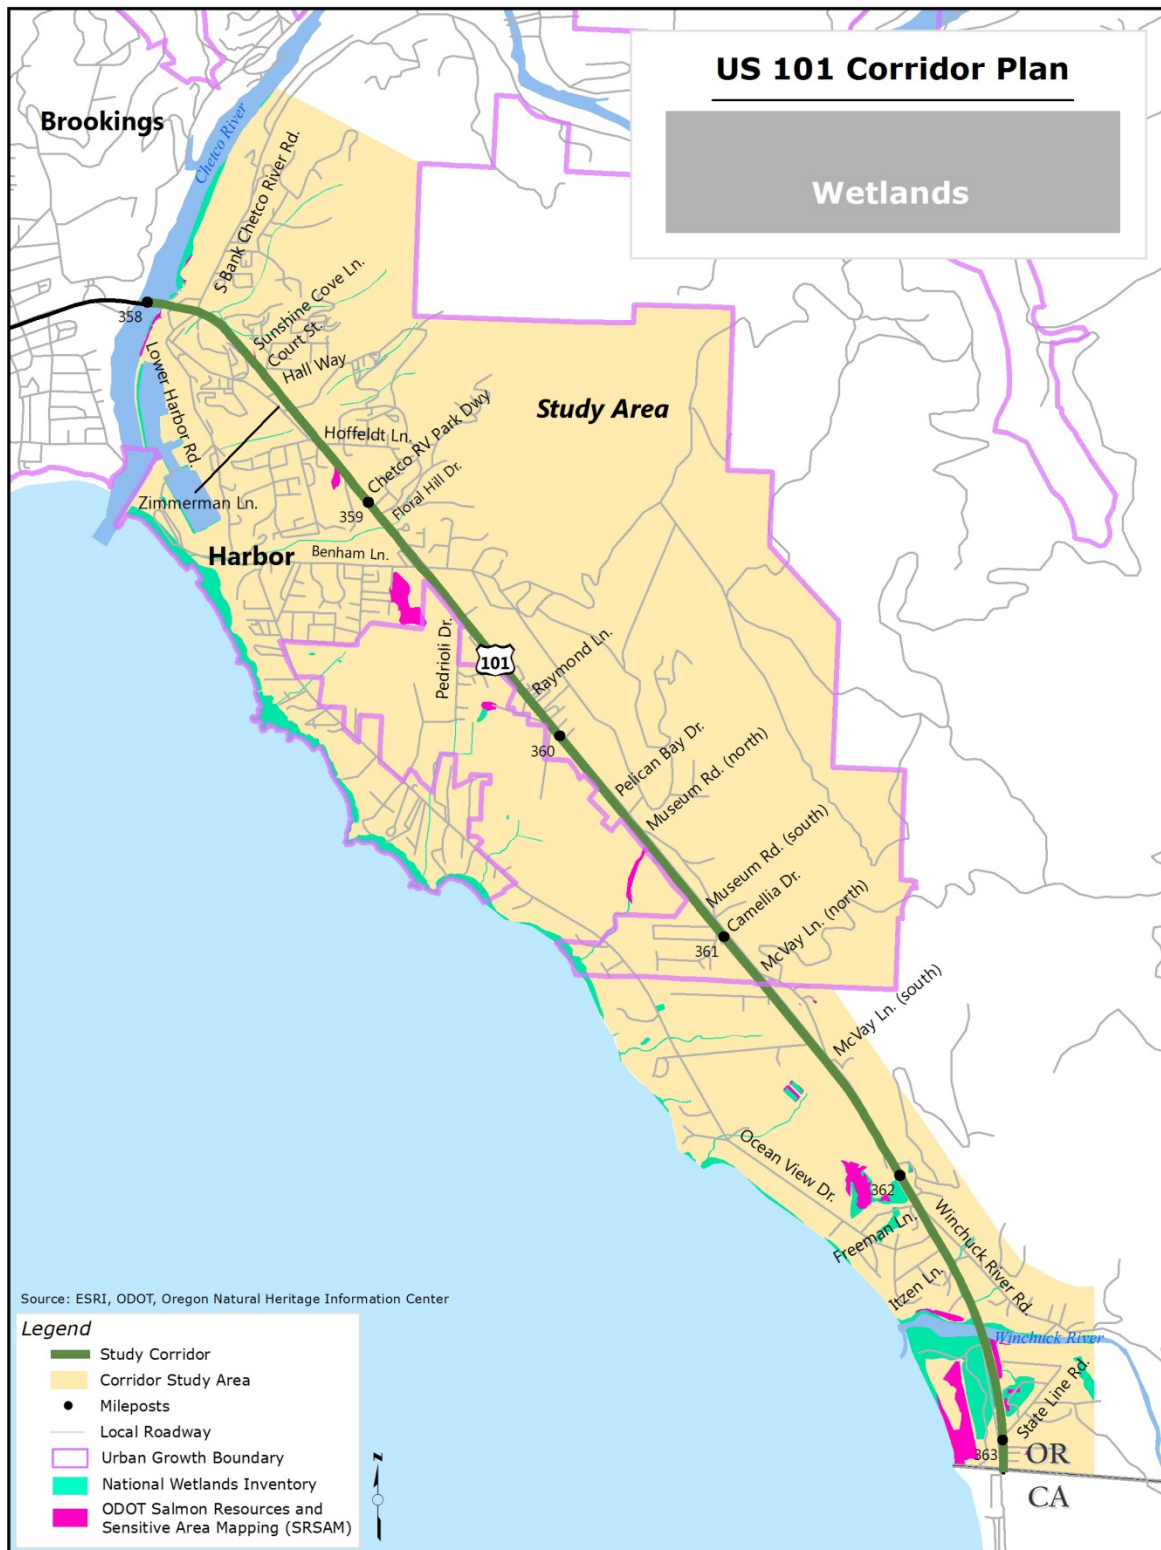 US 101 Corridor Plan
Wetlands
Brookings
Chetco River
S Bank Chetco River Rd.
358
Sunshine Cove Ln.
Court St.
Hall Way
Lower Harbor Rd.
Study Area
Hoffeldt Ln.
Chetco RV Park Dwy
Zimmerman Ln.
359
Floral Hill Dr.
Harbor
Benham Ln.
Pedrioli Dr.
101
Raymond Ln.
360
Pelican Bay Dr.
Museum Rd. (north)
Museum Rd. (south)
Camellia Dr.
361
McVay Ln. (north)
McVay Ln. (south)
Ocean View Dr.
362
Freeman Ln.
Winchuck River Rd.
Itzen Ln.
Winchuck River
State Line Rd.
363
OR
CA
Source: ESRI, ODOT, Oregon Natural Heritage Information Center
Legend
Study Corridor
Corridor Study Area
Mileposts
Local Roadway
Urban Growth Boundary
National Wetlands Inventory
ODOT Salmon Resources and
Sensitive Area Mapping (SRSAM)
N